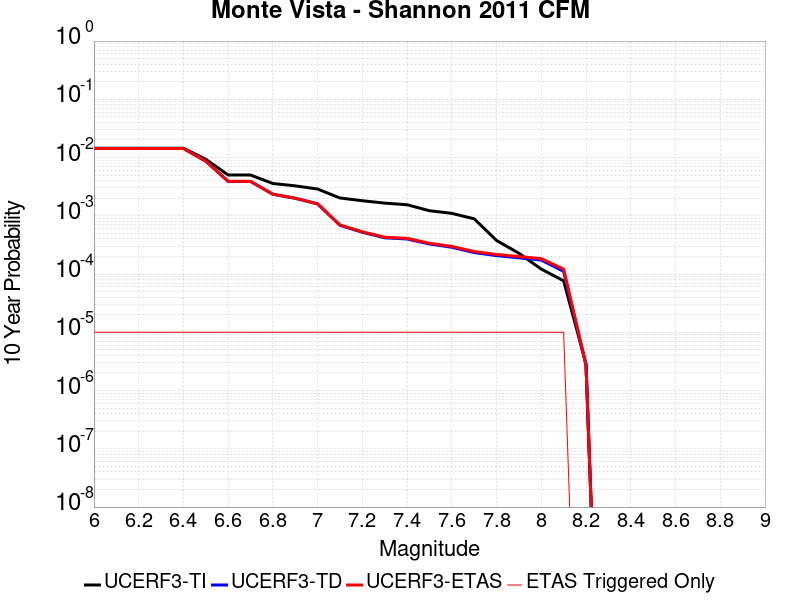 Monte Vista - Shannon 2011 CFM
10 0
10 -1
10 -2
10 -3
10 -4
10 -5
10 -6
10 -7
10 -8
10 Year Probability
6 6.2 6.4 6.6 6.8 7 7.2 7.4 7.6 7.8 8 8.2 8.4 8.6 8.8 9
Magnitude
UCERF3-TI UCERF3-TD UCERF3-ETAS ETAS Triggered Only